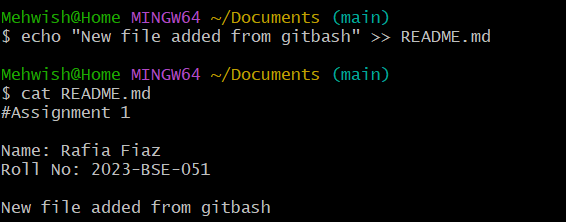 Mehwish@Home MINGW64 ~/Documents (main)
$ echo "New file added from gitbash" >> README.md
Mehwish@Home MINGW64 ~/Documents (main)
$ cat README.md
#Assignment 1
Name: Rafia Fiaz
Roll No: 2023-BSE-051
New file added from gitbash